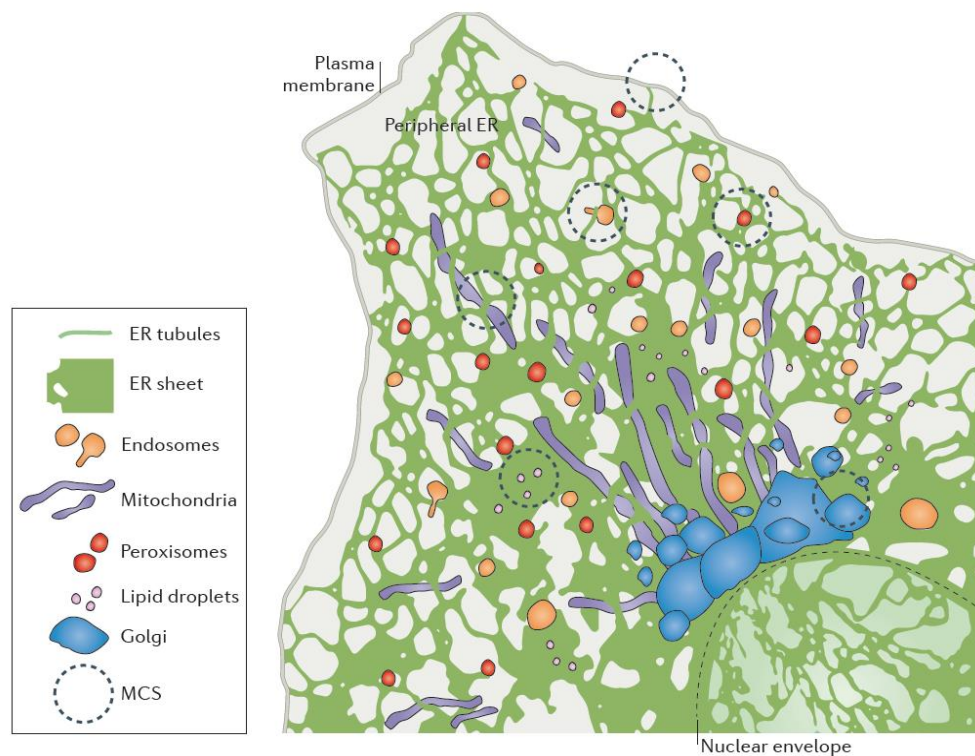 Plasma
membrane
Peripheral ER
ER tubules
ER sheet
Endosomes
Mitochondria
Peroxisomes
Lipid droplets
Golgi
MCS
Nuclear envelope